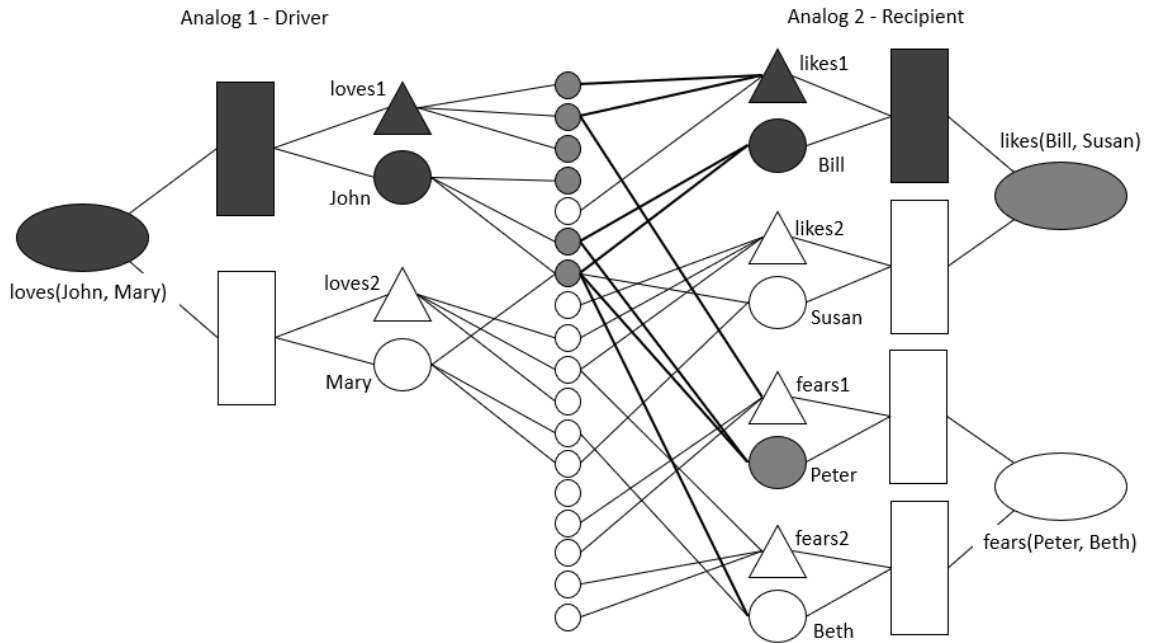 Analog 1 - Driver
Analog 2 - Recipient
loves1
John
loves(John, Mary)
loves2
Mary
likes1
Bill
likes(Bill, Susan)
likes2
Susan
fears1
Peter
fears2
Beth
fears(Peter, Beth)